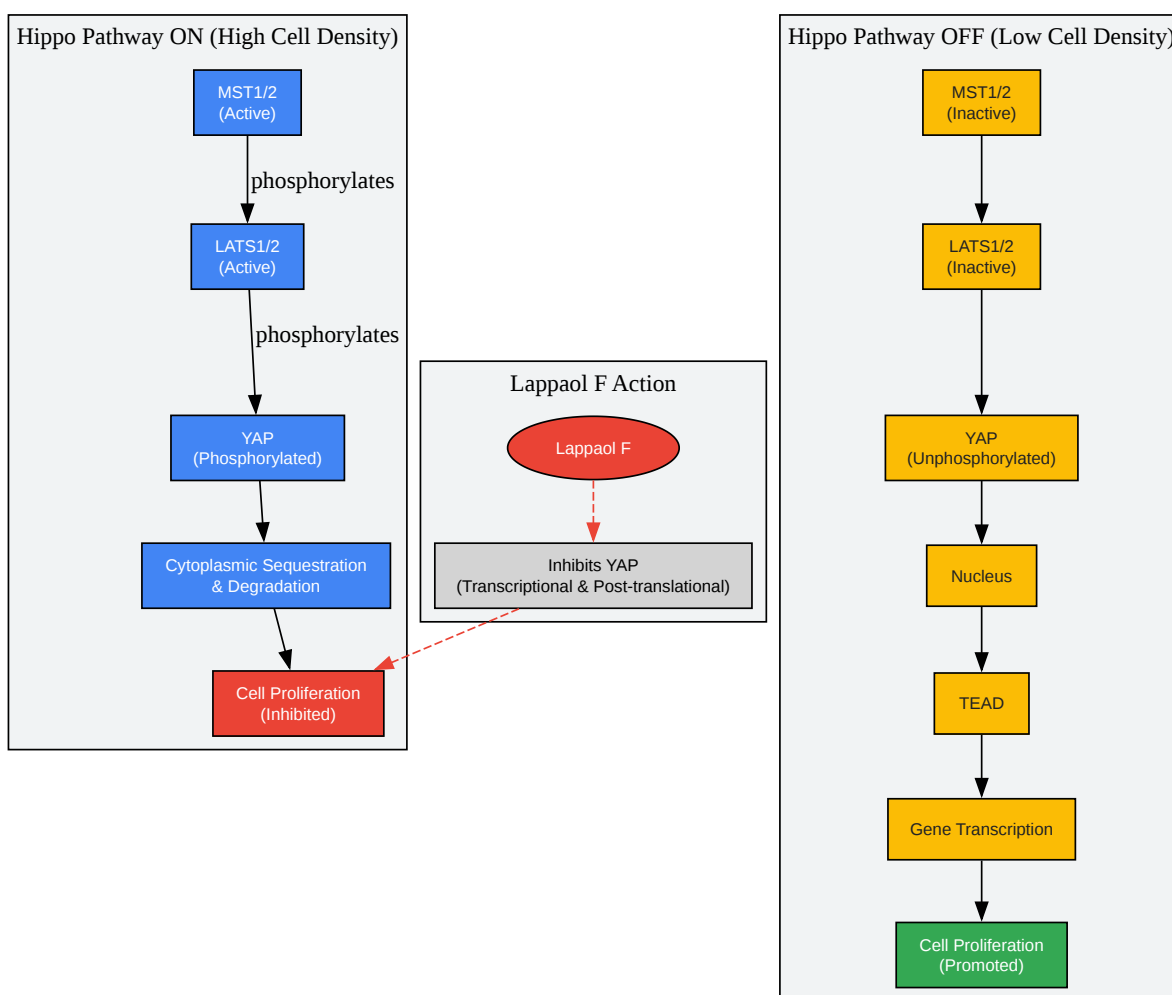 Hippo Pathway ON (High Cell Density)
MST1/2
(Active)
phosphorylates
LATS1/2
(Active)
phosphorylates
YAP
(Phosphorylated)
Cytoplasmic Sequestration
& Degradation
Cell Proliferation
(Inhibited)
Lappaol F Action
Lappaol F
Inhibits YAP
(Transcriptional & Post-translational)
Hippo Pathway OFF (Low Cell Density)
MST1/2
(Inactive)
LATS1/2
(Inactive)
YAP
(Unphosphorylated)
Nucleus
TEAD
Gene Transcription
Cell Proliferation
(Promoted)